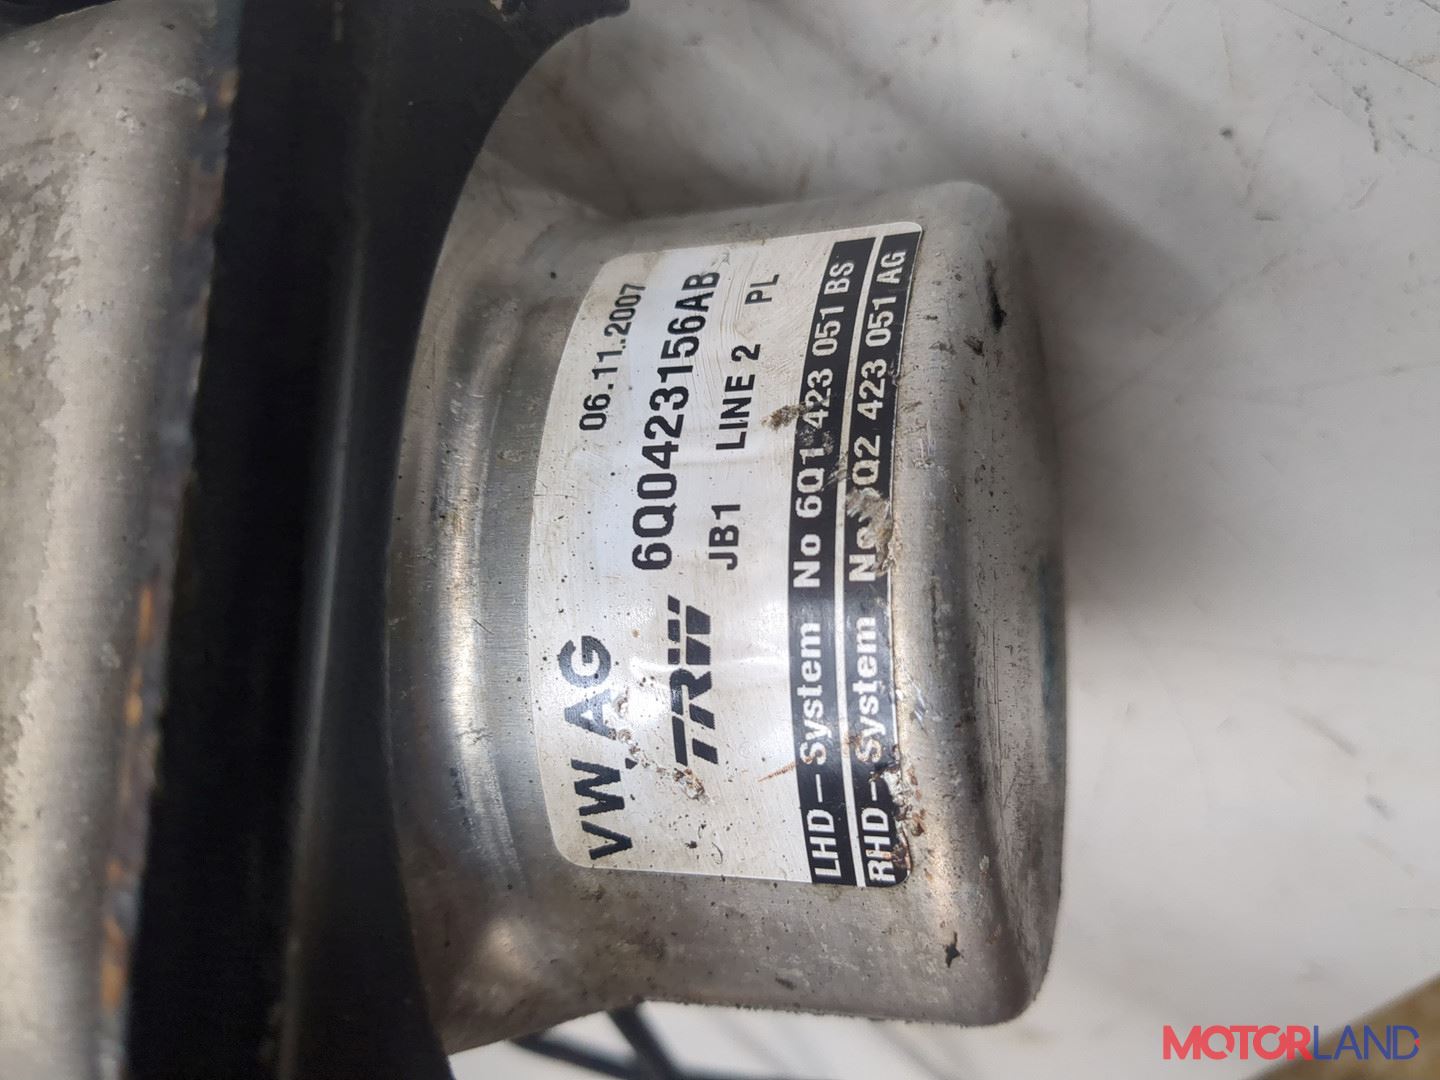 06.11.2007
VW AG
6Q0423156AB
TRW
JB1 LINE 2 PL
LHD-System No 6Q1 423 051 BS
RHD-System No Q2 423 051 AG
MOTORLAND